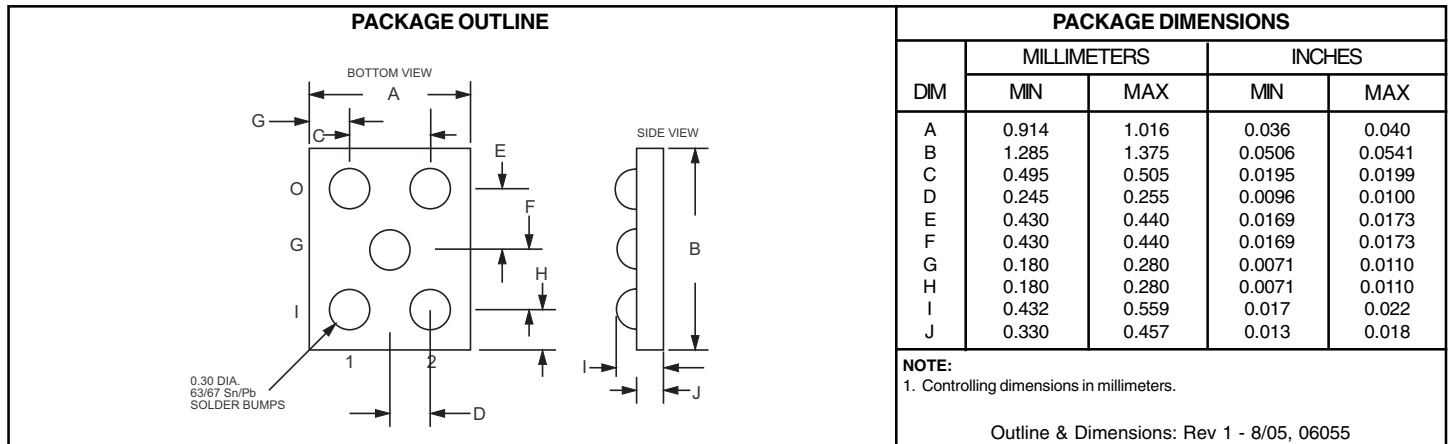 PACKAGE OUTLINE
BOTTOM VIEW
A
G
C
SIDE VIEW
E
O
F
G
B
H
I
1 2
I
J
0.30 DIA.
63/67 Sn/Pb
SOLDER BUMPS
D
PACKAGE DIMENSIONS
MILLIMETERS INCHES
DIM MIN MAX MIN MAX
A 0.914 1.016 0.036 0.040
B 1.285 1.375 0.0506 0.0541
C 0.495 0.505 0.0195 0.0199
D 0.245 0.255 0.0096 0.0100
E 0.430 0.440 0.0169 0.0173
F 0.430 0.440 0.0169 0.0173
G 0.180 0.280 0.0071 0.0110
H 0.180 0.280 0.0071 0.0110
I 0.432 0.559 0.017 0.022
J 0.330 0.457 0.013 0.018
NOTE:
1. Controlling dimensions in millimeters.
Outline & Dimensions: Rev 1 - 8/05, 06055